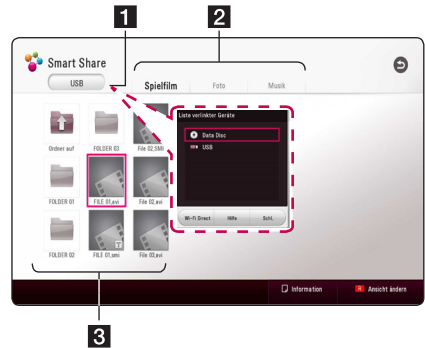 1
2
Smart Share
USB
Spielfilm
Foto
Musik
Liste verlinkter Geräte
Data Disc
USB
Wi-Fi Direct
Hilfe
Schl.
Ordner auf
FOLDER 03
File 02,SMI
FOLDER 01
FILE 01,avi
File 02,avi
T
FOLDER 02
FILE 01,smi
File 03,avi
Information
R Ansicht ändern
3